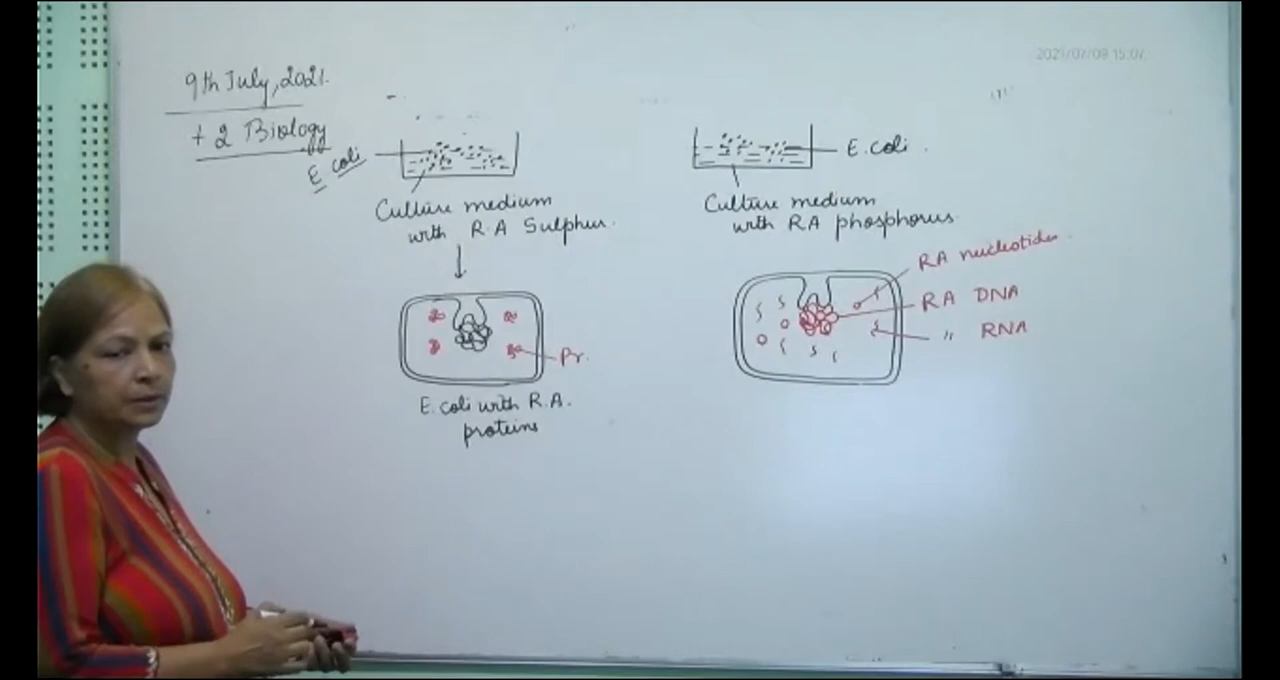 2021/07/09 15:07
9th July, 2021.
+ 2 Biology
E coli
Culture medium
with R.A Sulphur.
E. coli with R.A.
proteins
Pr.
E. coli.
Culture medium
with RA phosphorus.
RA nucleotides
RA DNA
" RNA